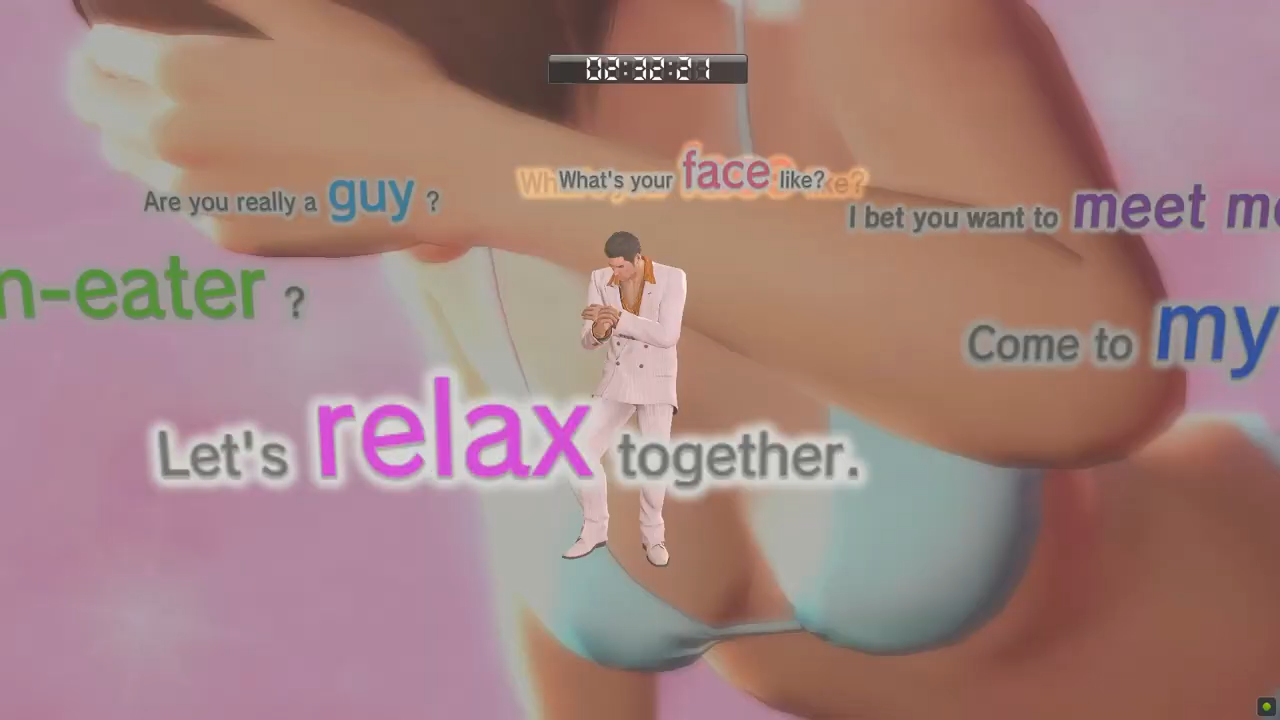 02:32:21
What's your face like?
Are you really a guy ?
I bet you want to meet
n-eater ?
Come to my
Let's relax together.